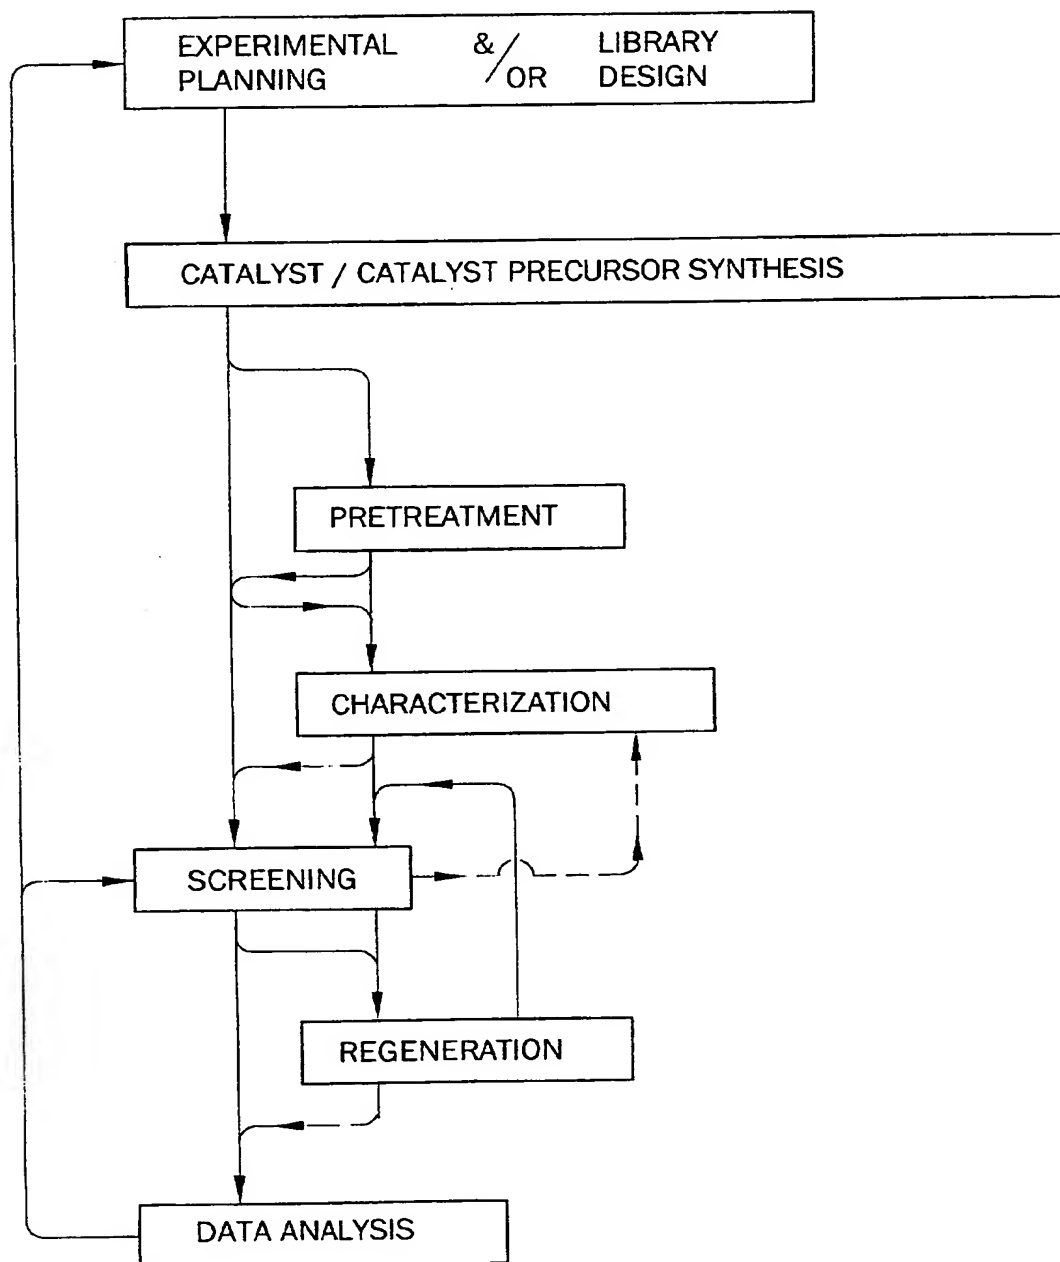 EXPERIMENTAL & / LIBRARY
PLANNING OR DESIGN
CATALYST / CATALYST PRECURSOR SYNTHESIS
PRETREATMENT
CHARACTERIZATION
SCREENING
REGENERATION
DATA ANALYSIS